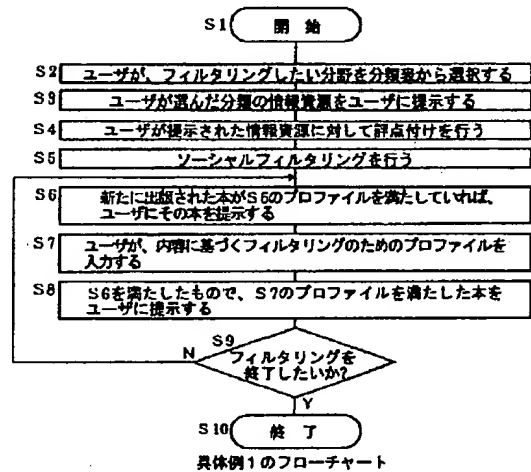 S1 開始
S2 ユーザが、フィルタリングしたい分野を分類窓から選択する
S3 ユーザが選んだ分類の情報資源をユーザに提示する
S4 ユーザが提示された情報資源に対して評点付けを行う
S5 ソーシャルフィルタリングを行う
S6 新たに出版された本がS6のプロファイルを満たしていれば、
ユーザにその本を提示する
S7 ユーザが、内容に基づくフィルタリングのためのプロファイルを
入力する
S8 S6を満たしたもので、S7のプロファイルを満たした本を
ユーザに提示する
S9
N フィルタリングを
終了したいか?
Y
S10 終了
具体例1のフローチャート